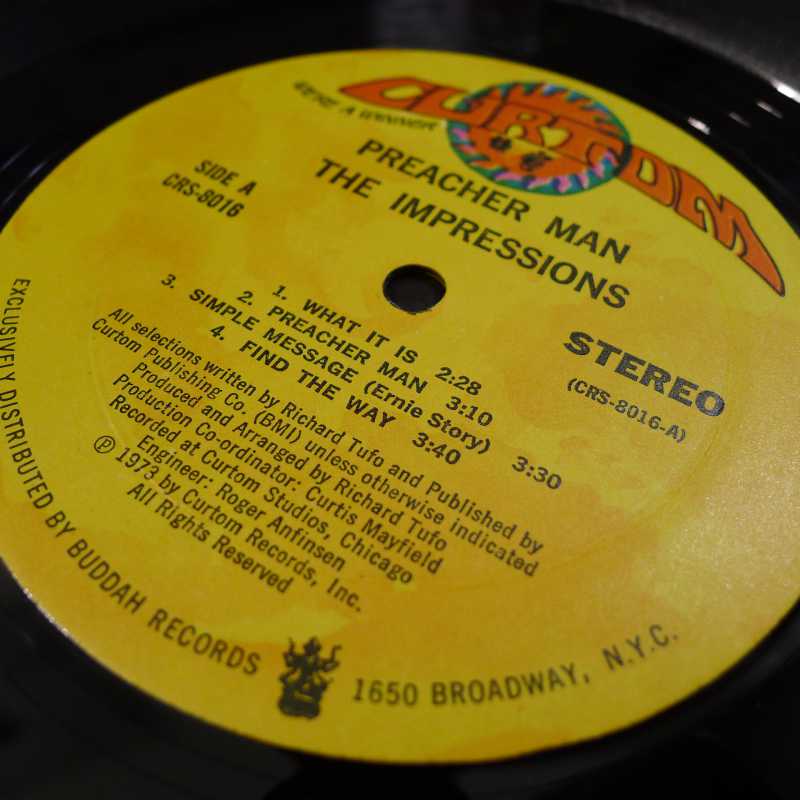 CURTOM
WE'RE A WINNER
PREACHER MAN
THE IMPRESSIONS
SIDE A
CRS-8016
STEREO
(CRS-8016-A)
1. WHAT IT IS 2:28
2. PREACHER MAN 3:10
3. SIMPLE MESSAGE (Ernie Story) 3:30
4. FIND THE WAY 3:40
All selections written by Richard Tufo and Published by
Curtom Publishing Co. (BMI) unless otherwise indicated
Produced and Arranged by Richard Tufo
Production Co-ordinator: Curtis Mayfield
Recorded at Curtom Studios, Chicago
Engineer: Roger Anfinsen
℗ 1973 by Curtom Records, Inc.
All Rights Reserved
EXCLUSIVELY DISTRIBUTED BY BUDDAH RECORDS
1650 BROADWAY, N.Y.C.